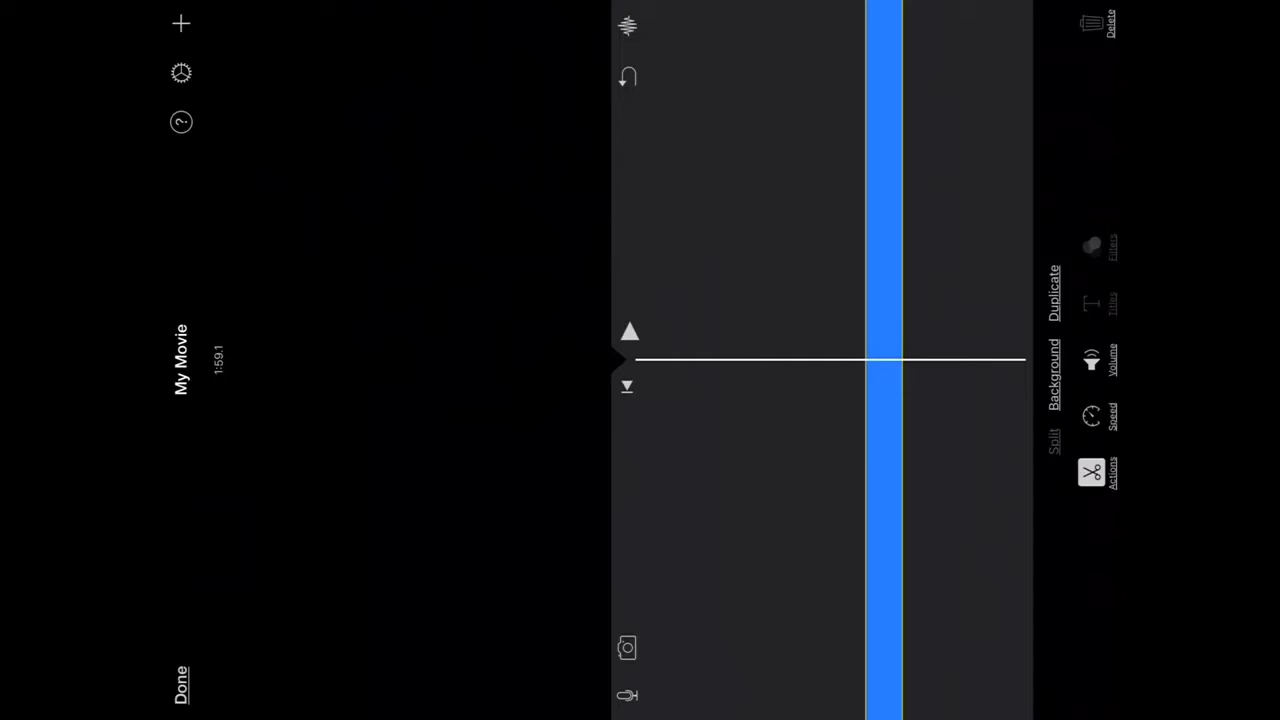 Done
My Movie
?
1:59.1
Split Background Duplicate
T
Actions Speed Volume Titles Filters Delete